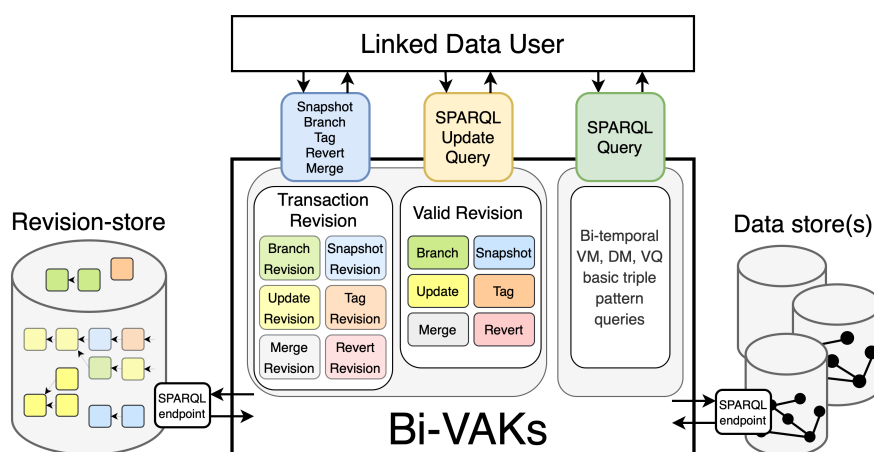 Linked Data User
Snapshot
Branch
Tag
Revert
Merge
SPARQL
Update
Query
SPARQL
Query
Revision-store
Transaction
Revision
Branch
Revision
Snapshot
Revision
Update
Revision
Tag
Revision
Merge
Revision
Revert
Revision
Valid Revision
Branch
Snapshot
Update
Tag
Merge
Revert
Bi-temporal
VM, DM, VQ
basic triple
pattern
queries
Data store(s)
SPARQL
endpoint
SPARQL
endpoint
Bi-VAKs